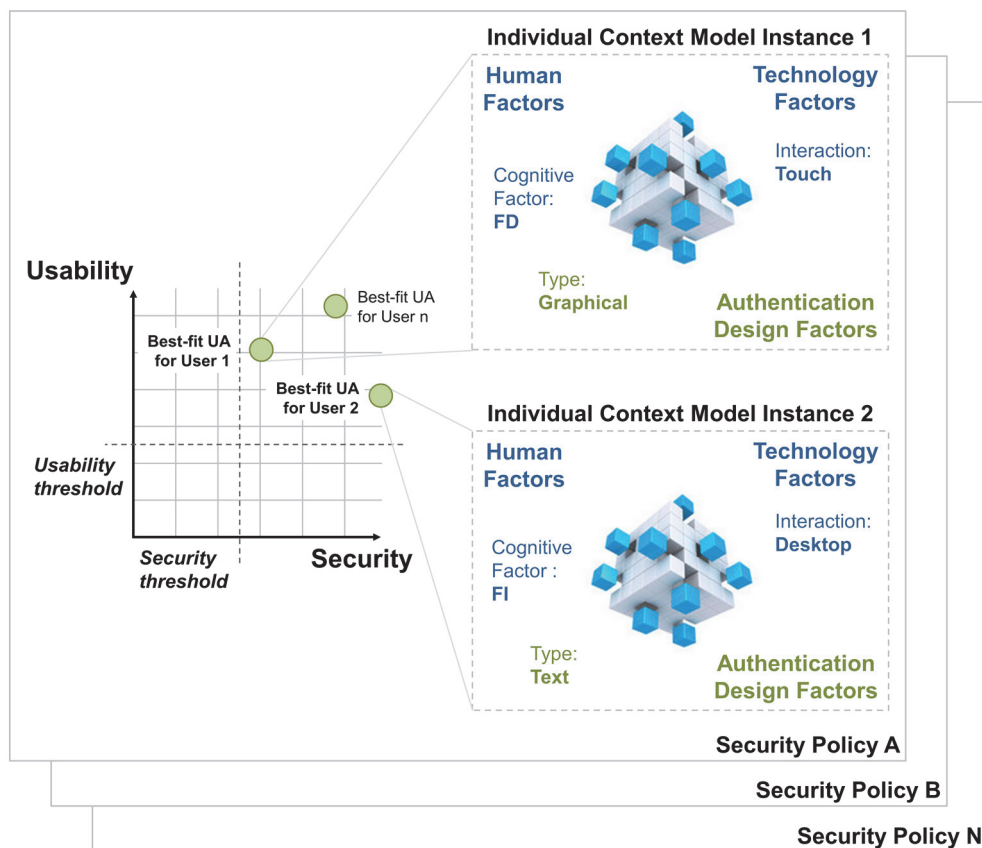 Individual Context Model Instance 1
Human
Factors
Technology
Factors
Cognitive
Factor:
FD
Interaction:
Touch
Type:
Graphical
Authentication
Design Factors
Usability
Best-fit UA
for User n
Best-fit UA
for User 1
Best-fit UA
for User 2
Usability
threshold
Security
threshold
Security
Individual Context Model Instance 2
Human
Factors
Technology
Factors
Cognitive
Factor :
FI
Interaction:
Desktop
Type:
Text
Authentication
Design Factors
Security Policy A
Security Policy B
Security Policy N